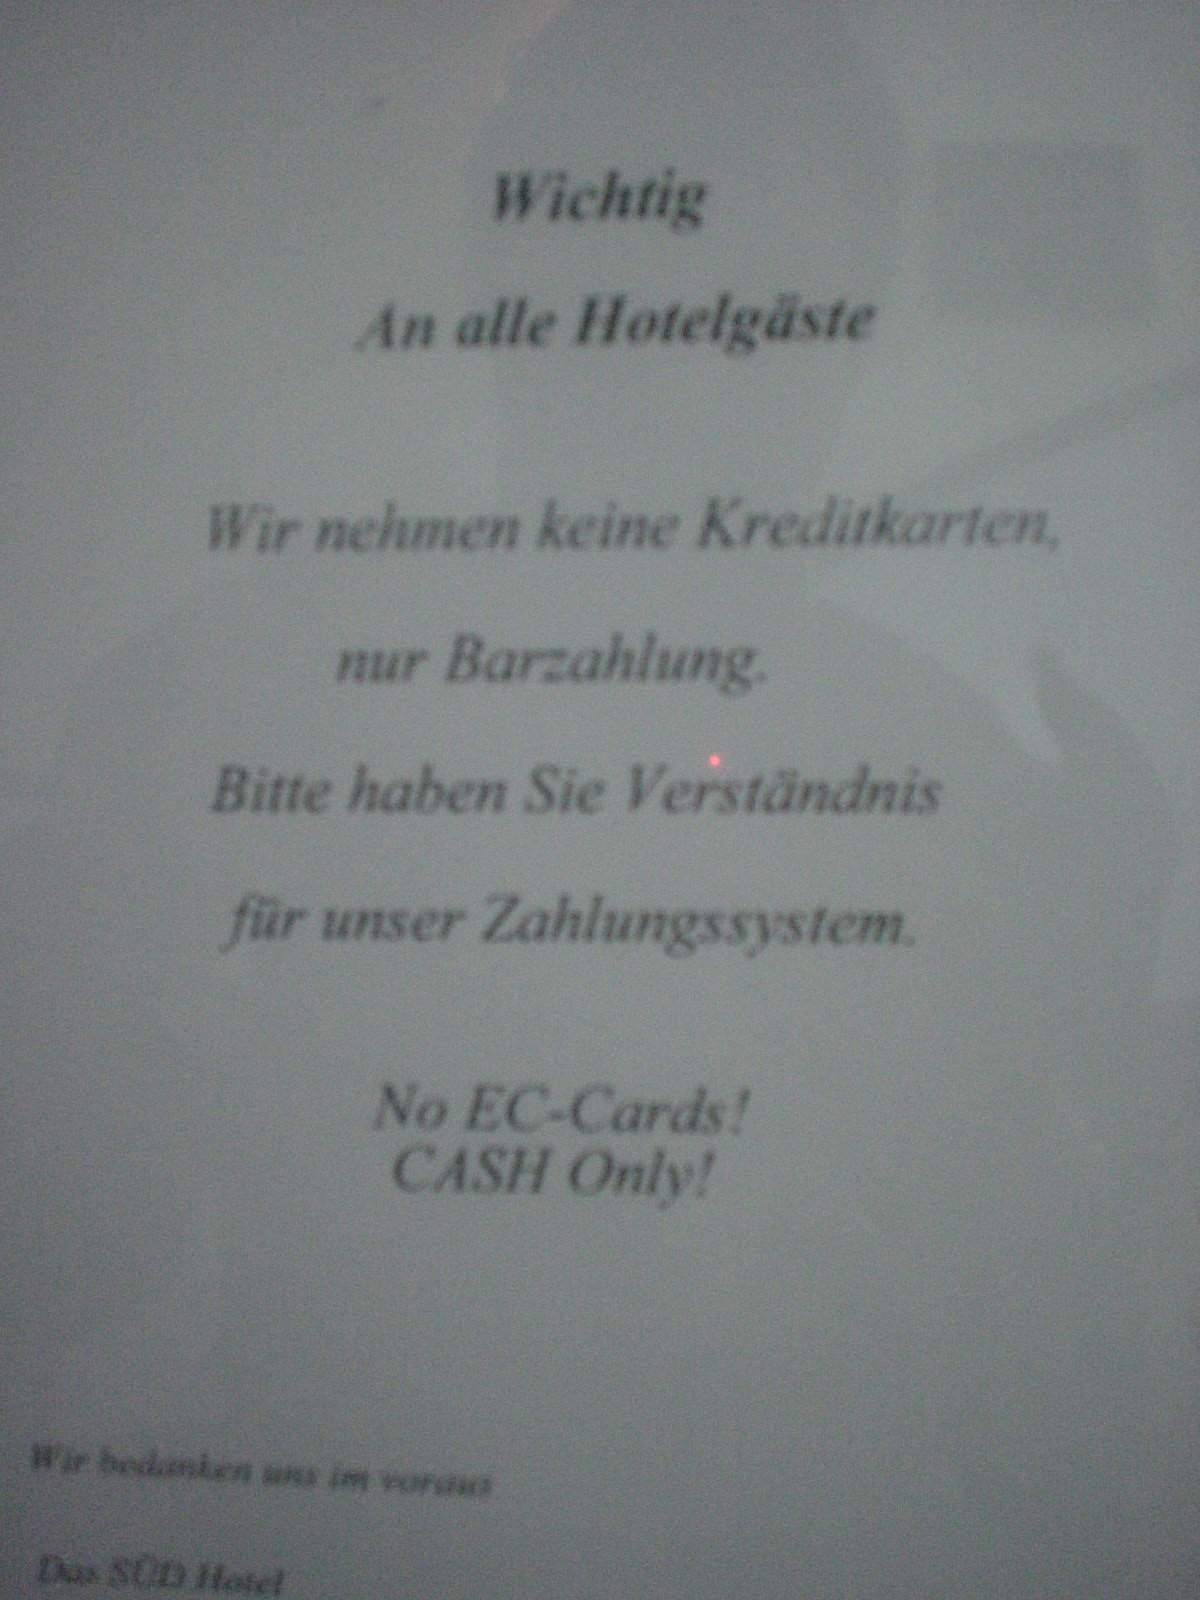 Wichtig
An alle Hotelgäste
Wir nehmen keine Kreditkarten,
nur Barzahlung.
Bitte haben Sie Verständnis
für unser Zahlungssystem.
No EC-Cards!
CASH Only!
Wir bedanken uns im voraus
Das SÜD Hotel